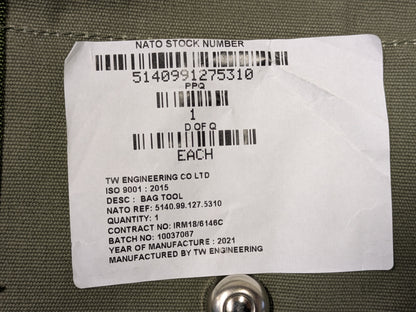 NATO STOCK NUMBER
5140991275310
PPQ
1
D OF Q
EACH
TW ENGINEERING CO LTD
ISO 9001 : 2015
DESC : BAG TOOL
NATO REF: 5140.99.127.5310
QUANTITY: 1
CONTRACT NO: IRM18/6146C
BATCH NO: 10037067
YEAR OF MANUFACTURE : 2021
MANUFACTURED BY TW ENGINEERING